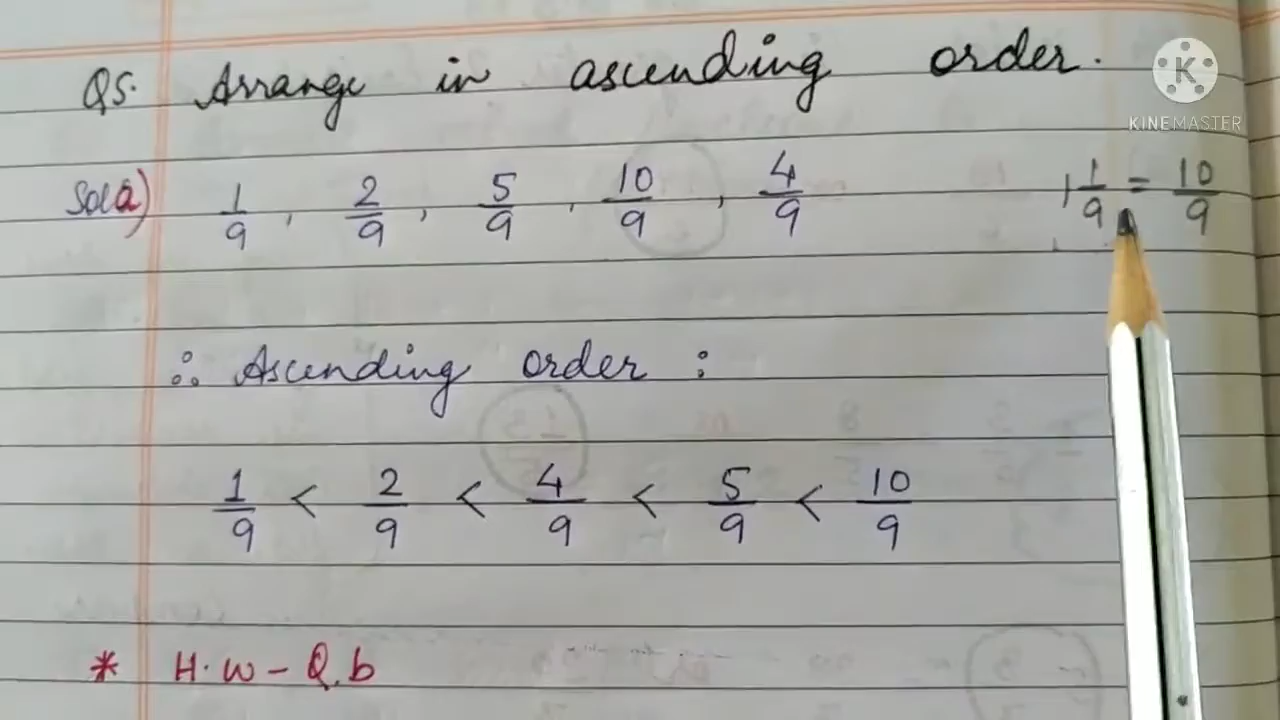 Q5. Arrange in ascending order.
KINEMASTER
Sol a) 1/9, 2/9, 5/9, 10/9, 4/9 1 1/9 = 10/9
∴ Ascending order :
1/9 < 2/9 < 4/9 < 5/9 < 10/9
* H.W - Q.b